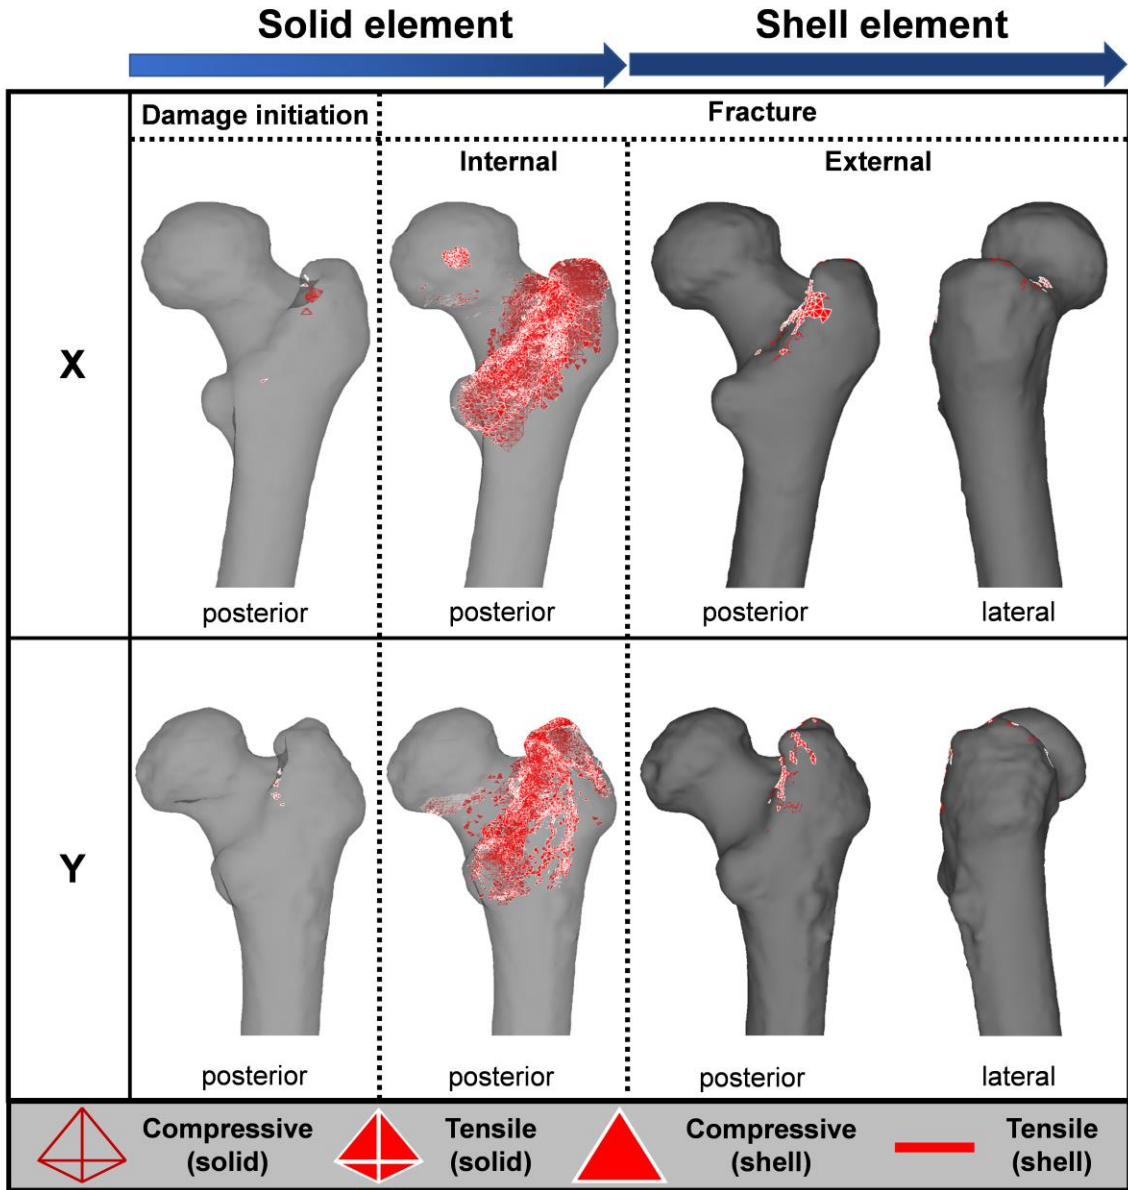 Solid element
Shell element
Damage initiation
Fracture
Internal
External
X
posterior
posterior
posterior
lateral
Y
posterior
posterior
posterior
lateral
Compressive
(solid)
Tensile
(solid)
Compressive
(shell)
Tensile
(shell)